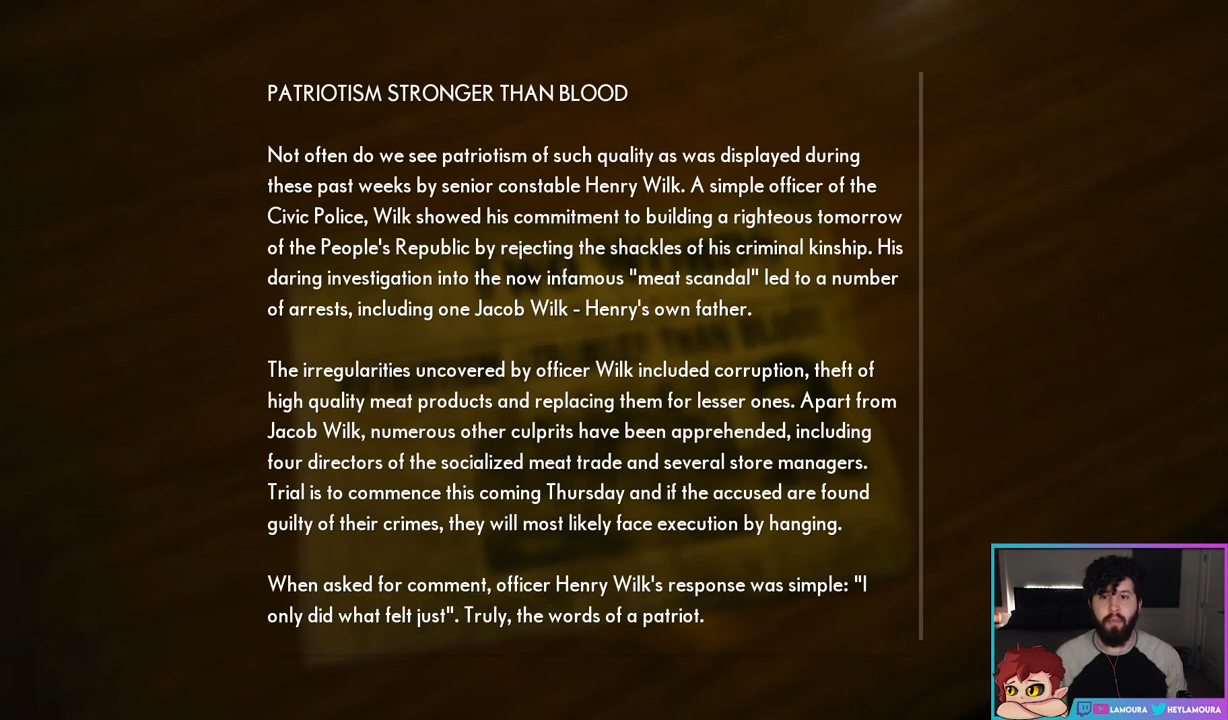 PATRIOTISM STRONGER THAN BLOOD
Not often do we see patriotism of such quality as was displayed during
these past weeks by senior constable Henry Wilk. A simple officer of the
Civic Police, Wilk showed his commitment to building a righteous tomorrow
of the People's Republic by rejecting the shackles of his criminal kinship. His
daring investigation into the now infamous "meat scandal" led to a number
of arrests, including one Jacob Wilk - Henry's own father.
The irregularities uncovered by officer Wilk included corruption, theft of
high quality meat products and replacing them for lesser ones. Apart from
Jacob Wilk, numerous other culprits have been apprehended, including
four directors of the socialized meat trade and several store managers.
Trial is to commence this coming Thursday and if the accused are found
guilty of their crimes, they will most likely face execution by hanging.
When asked for comment, officer Henry Wilk's response was simple: "I
only did what felt just". Truly, the words of a patriot.
LAMOURA HEYLAMOURA